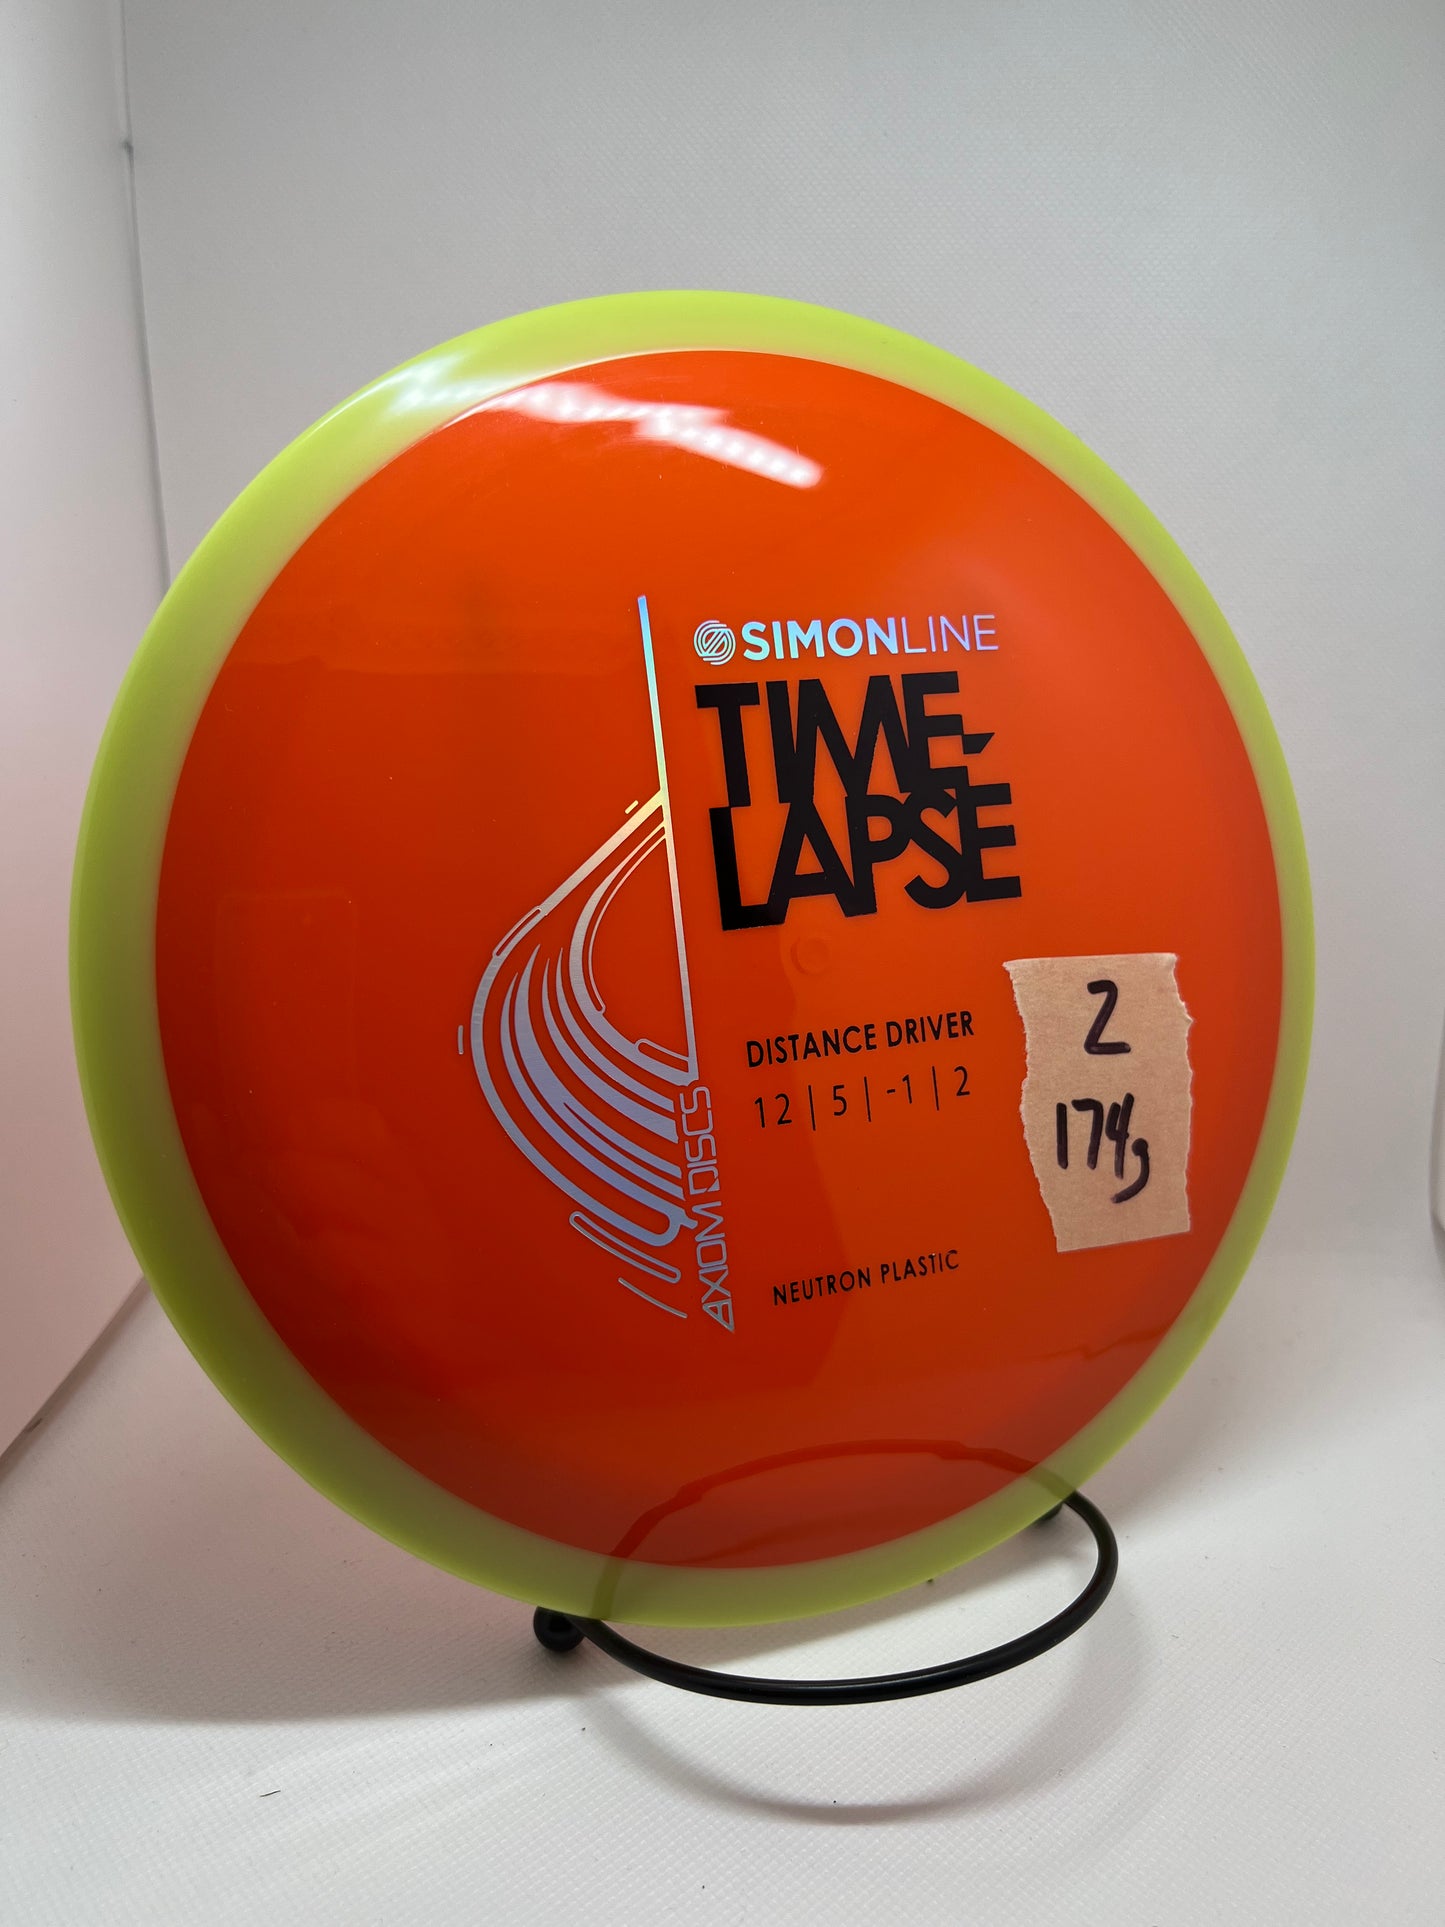 SIMONLINE
TIME-
LAPSE
DISTANCE DRIVER
12 | 5 | -1 | 2
2
174g
NEUTRON PLASTIC
AXIOM DISCS